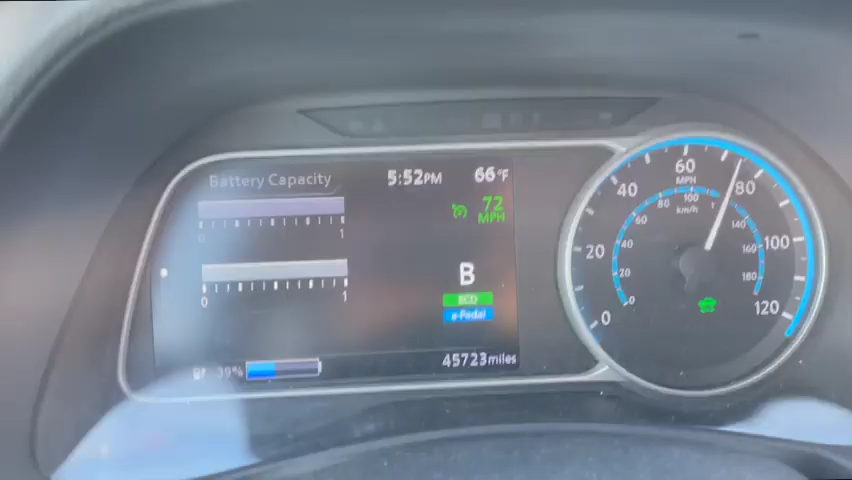 Battery Capacity
5:52PM
66°F
72
MPH
0 1
0 1
B
ECO
e-Pedal
39%
45723miles
0 20 40 60 80 100 120
MPH
0 20 40 60 80 100 140 160 180
km/h